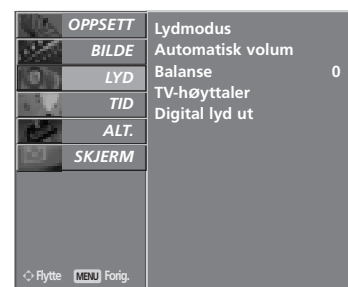 OPPSETT
BILDE
LYD
TID
ALT.
SKJERM
Lydmodus
Automatisk volum
Balanse 0
TV-høyttaler
Digital lyd ut
Flytte MENU Forig.